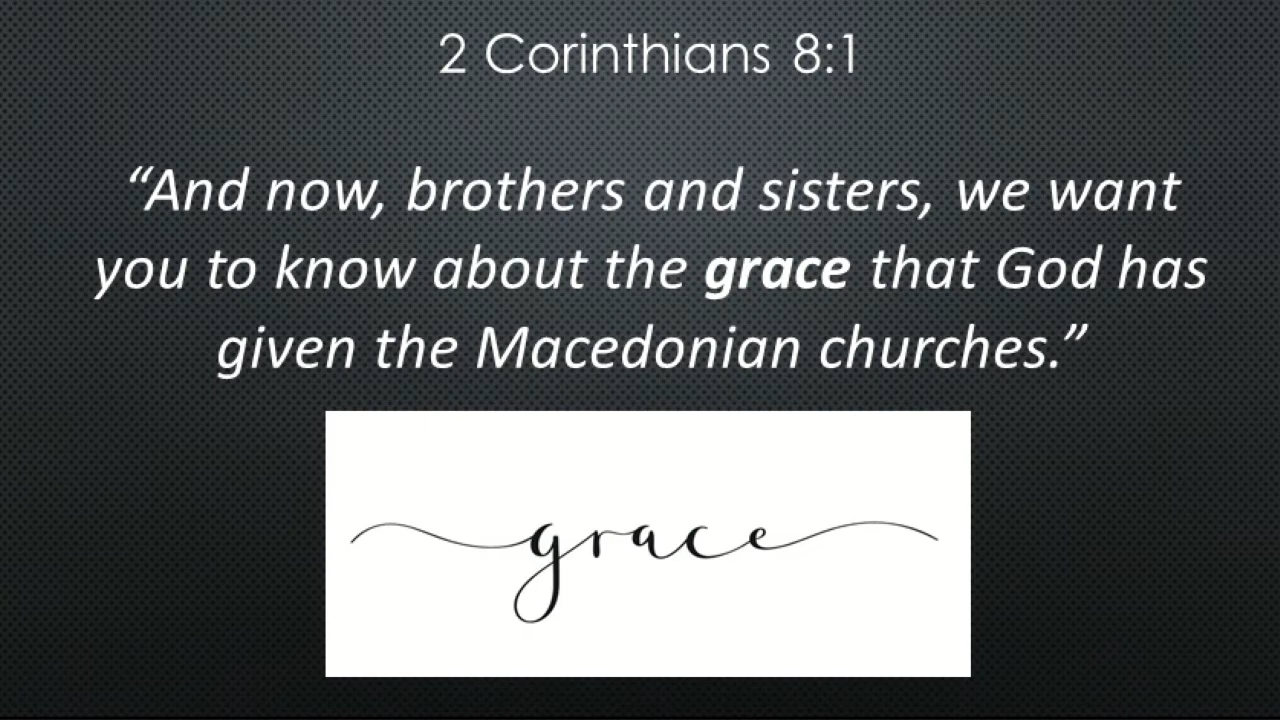 2 Corinthians 8:1
“And now, brothers and sisters, we want
you to know about the grace that God has
given the Macedonian churches.”
grace